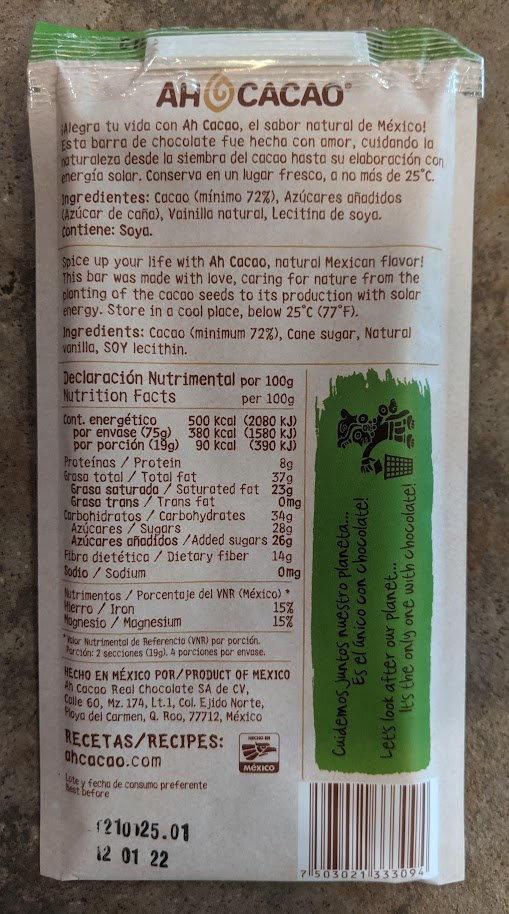 AH CACAO®
¡Alegra tu vida con Ah Cacao, el sabor natural de México!
Esta barra de chocolate fue hecha con amor, cuidando la
naturaleza desde la siembra del cacao hasta su elaboración con
energía solar. Conserva en un lugar fresco, a no más de 25°C.
Ingredientes: Cacao (mínimo 72%), Azúcares añadidos
(Azúcar de caña), Vainilla natural, Lecitina de soya.
Contiene: Soya.
Spice up your life with Ah Cacao, natural Mexican flavor!
This bar was made with love, caring for nature from the
planting of the cacao seeds to its production with solar
energy. Store in a cool place, below 25°C (77°F).
Ingredients: Cacao (minimum 72%), Cane sugar, Natural
vanilla, SOY lecithin.
Declaración Nutrimental por 100g
Nutrition Facts per 100g
Cont. energético 500 kcal (2080 kJ)
por envase (75g) 380 kcal (1580 kJ)
por porción (19g) 90 kcal (390 kJ)
Proteínas / Protein 8g
Grasa total / Total fat 37g
Grasa saturada / Saturated fat 23g
Grasa trans / Trans fat 0mg
Carbohidratos / Carbohydrates 34g
Azúcares / Sugars 28g
Azúcares añadidos / Added sugars 26g
Fibra dietética / Dietary fiber 14g
Sodio / Sodium 0mg
Nutrimentos / Porcentaje del VNR (México) *
Hierro / Iron 15%
Magnesio / Magnesium 15%
* Valor Nutrimental de Referencia (VNR) por porción.
Porción: 2 secciones (19g). 4 porciones por envase.
HECHO EN MÉXICO POR/PRODUCT OF MEXICO
Ah Cacao Real Chocolate SA de CV,
Calle 60, Mz. 174, Lt.1, Col. Ejido Norte,
Playa del Carmen, Q. Roo, 77712, México
RECETAS/RECIPES:
ahcacao.com
HECHO EN
MÉXICO
Lote y fecha de consumo preferente
Best Before
12 01 22
Cuidemos juntos nuestro planeta...
Es el único con chocolate!
Let's look after our planet...
It's the only one with chocolate!
7 503021 333094